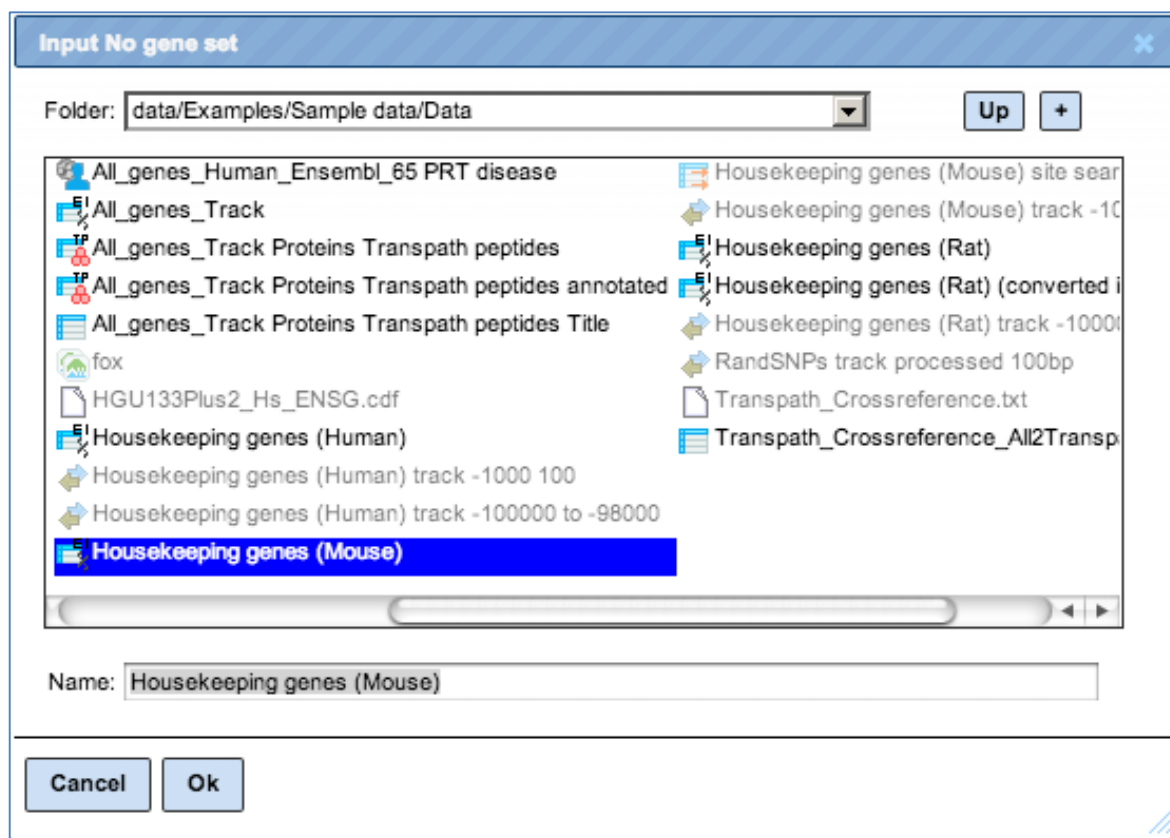 Input No gene set
Folder: data/Examples/Sample data/Data
Up +
All_genes_Human_Ensembl_65 PRT disease
All_genes_Track
All_genes_Track Proteins Transpath peptides
All_genes_Track Proteins Transpath peptides annotated
All_genes_Track Proteins Transpath peptides Title
fox
HGU133Plus2_Hs_ENSG.cdf
Housekeeping genes (Human)
Housekeeping genes (Human) track -1000 100
Housekeeping genes (Human) track -100000 to -98000
Housekeeping genes (Mouse)
Housekeeping genes (Mouse) site sear
Housekeeping genes (Mouse) track -10
Housekeeping genes (Rat)
Housekeeping genes (Rat) (converted i
Housekeeping genes (Rat) track -10000
RandSNPs track processed 100bp
Transpath_Crossreference.txt
Transpath_Crossreference_All2Transp
Name: Housekeeping genes (Mouse)
Cancel Ok